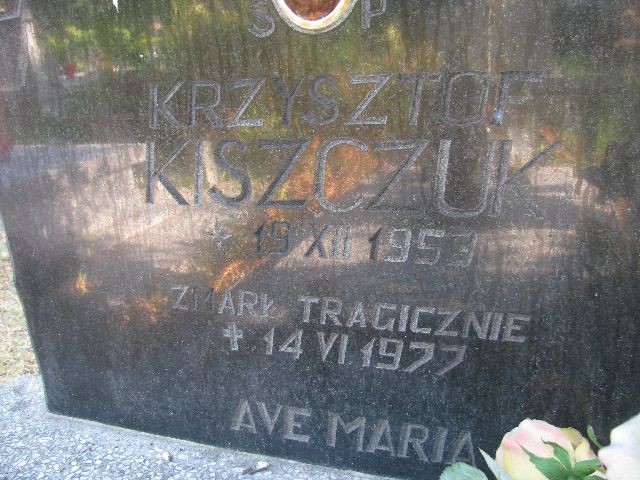 S P
KRZYSZTOF
KISZCZUK
19 XII 1953
ZMARŁ TRAGICZNIE
✝ 14 VI 1977
AVE MARIA